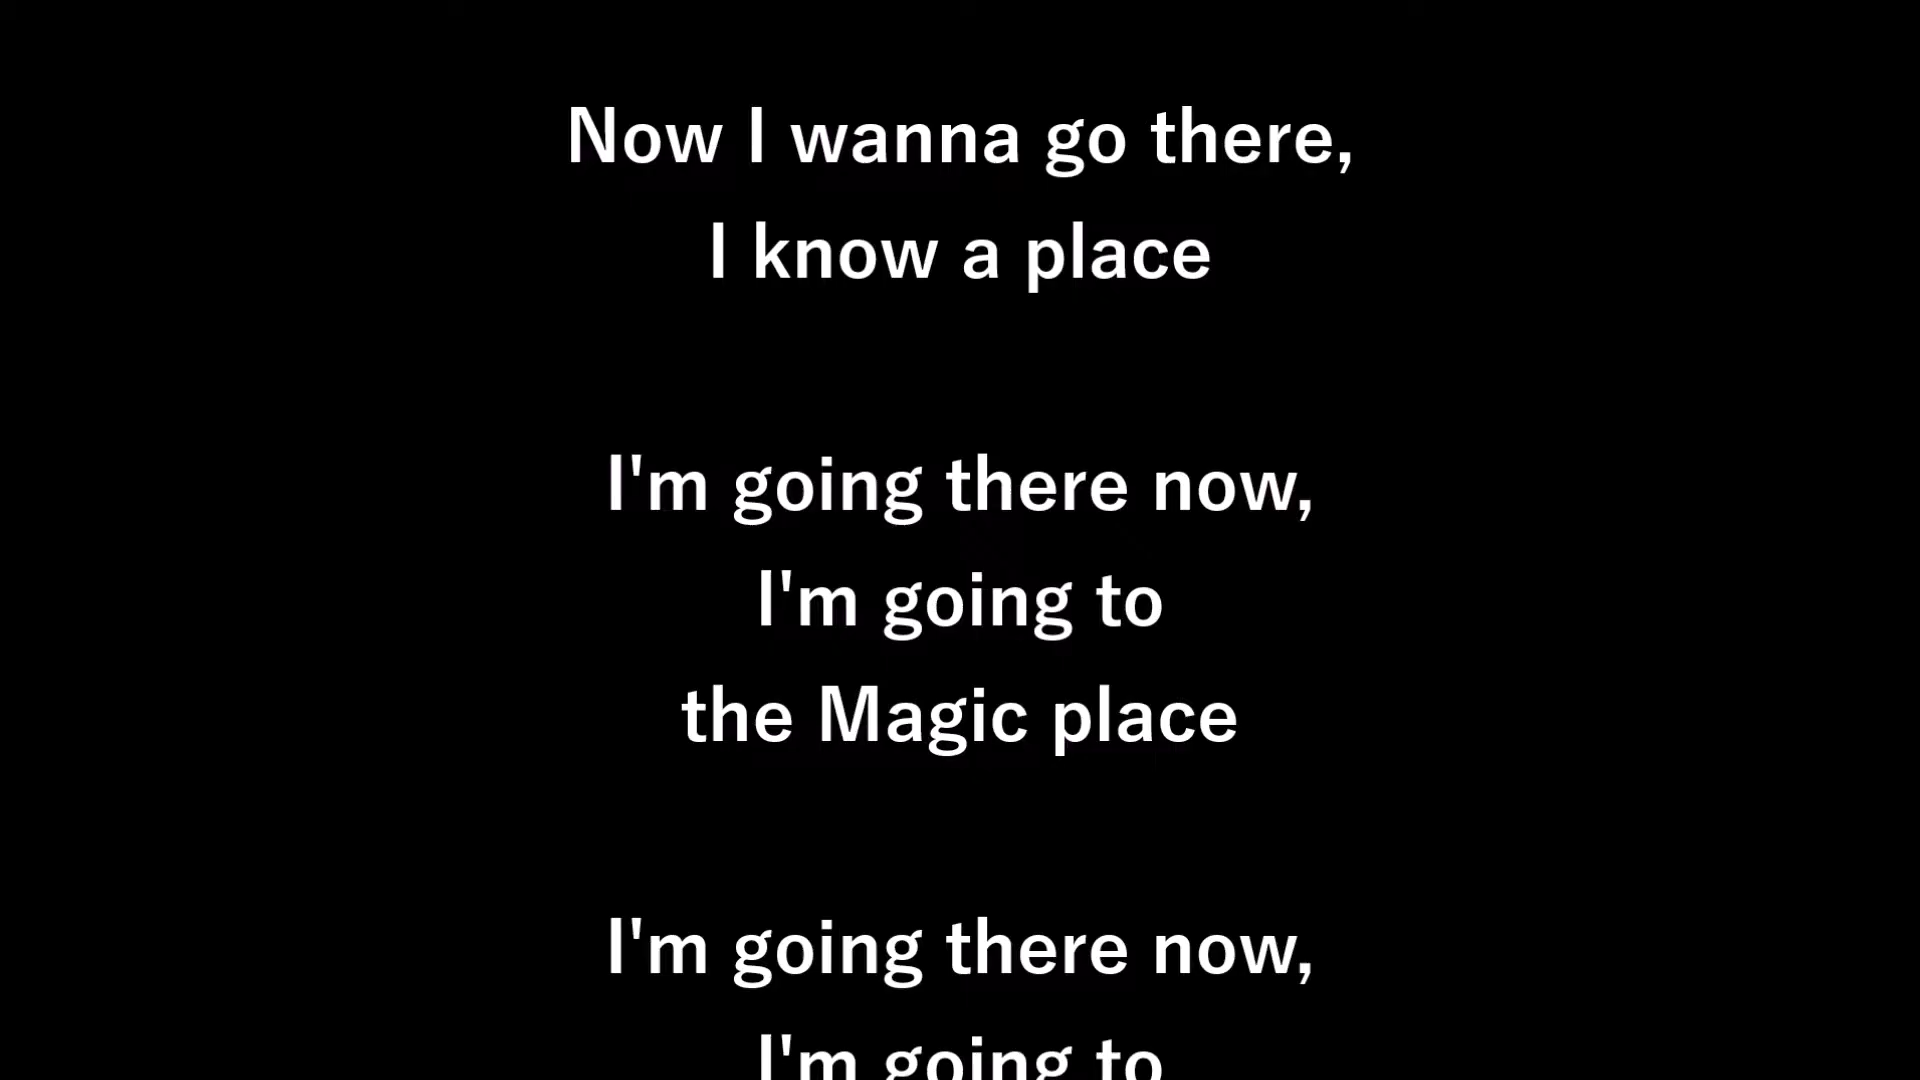 Now I wanna go there,
I know a place
I'm going there now,
I'm going to
the Magic place
I'm going there now,
I'm going to